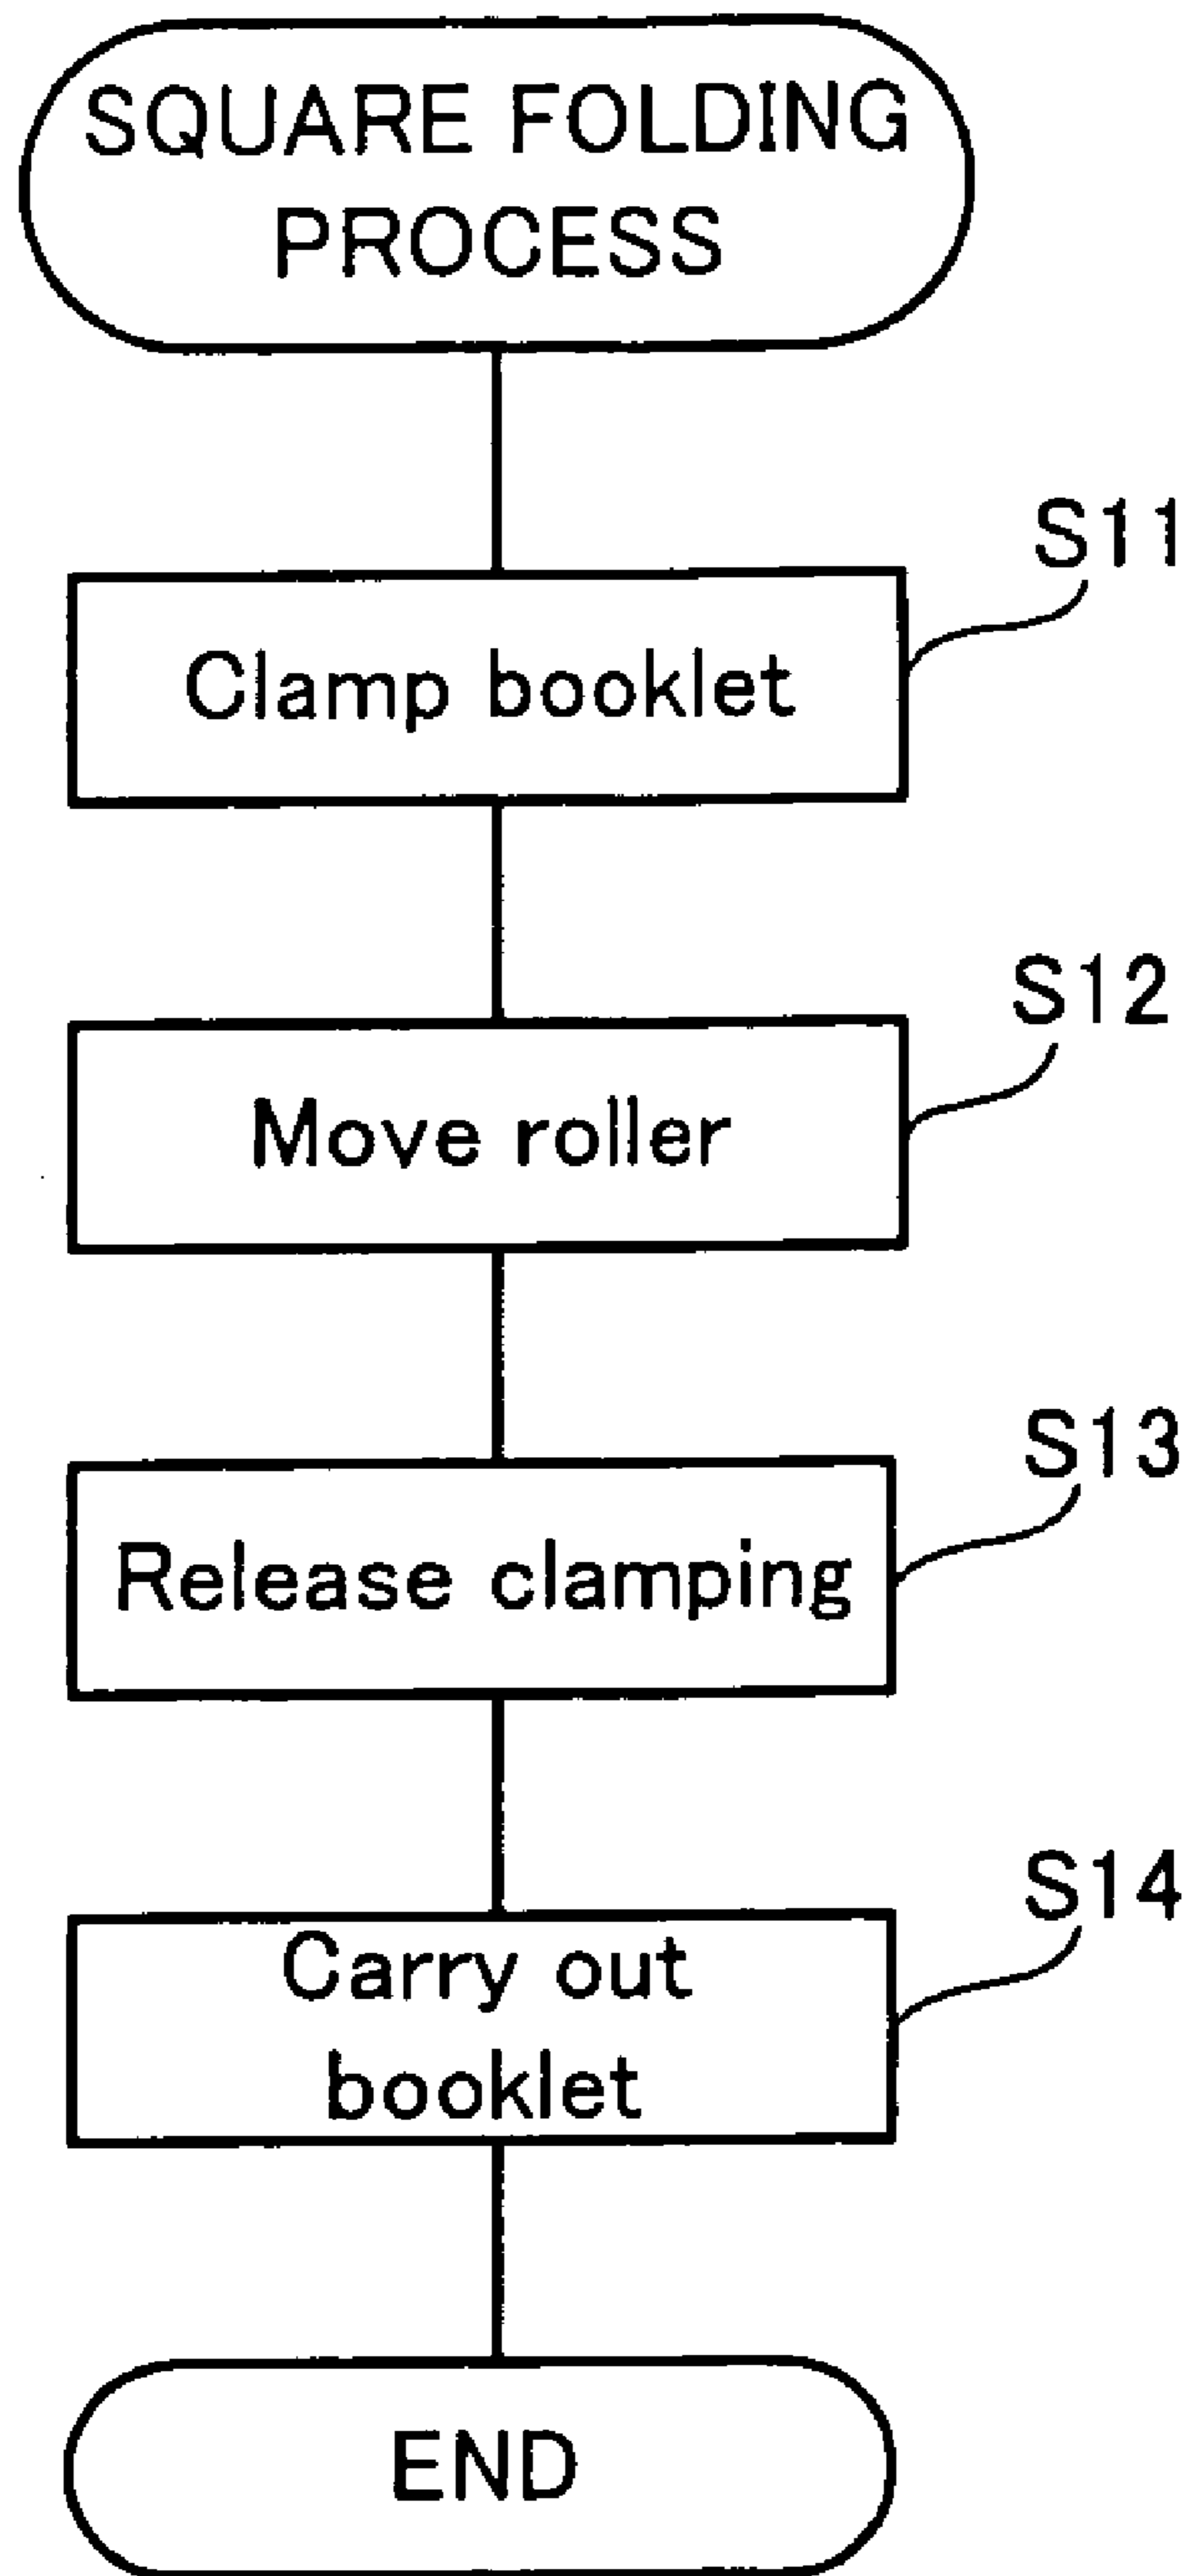 SQUARE FOLDING
PROCESS
S11
Clamp booklet
S12
Move roller
S13
Release clamping
S14
Carry out
booklet
END